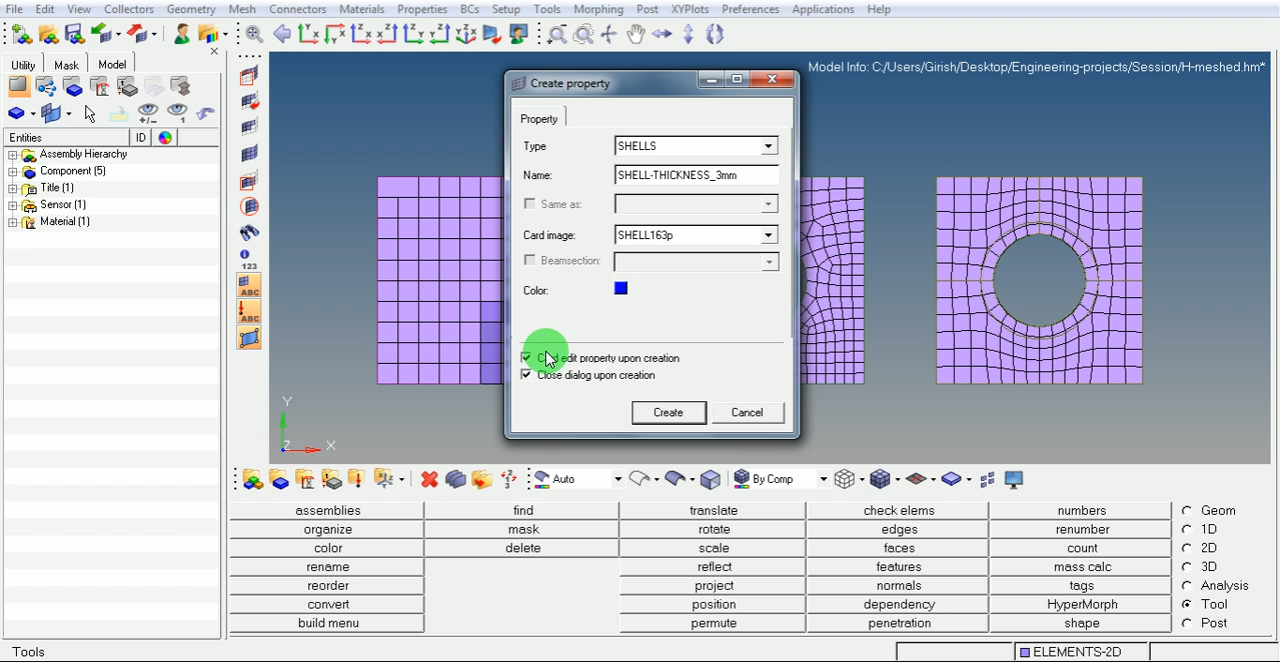 File Edit View Collectors Geometry Mesh Connectors Materials Properties BCs Setup Tools Morphing Post XYPlots Preferences Applications Help
Utility Mask Model
Entities ID
Assembly Hierarchy
Component (5)
Title (1)
Sensor (1)
Material (1)
123
ABC
ABC
Model Info: C:/Users/Girish/Desktop/Engineering-projects/Session/H-meshed.hm*
Create property
Property
Type SHELLS
Name: SHELL-THICKNESS_3mm
Same as:
Card image: SHELL163p
Beamsection:
Color:
Card edit property upon creation
Close dialog upon creation
Create Cancel
Y
Z X
Auto By Comp
assemblies find translate check elems numbers Geom
organize mask rotate edges renumber 1D
color delete scale faces count 2D
rename reflect features mass calc 3D
reorder project normals tags Analysis
convert position dependency HyperMorph Tool
build menu permute penetration shape Post
Tools ELEMENTS-2D